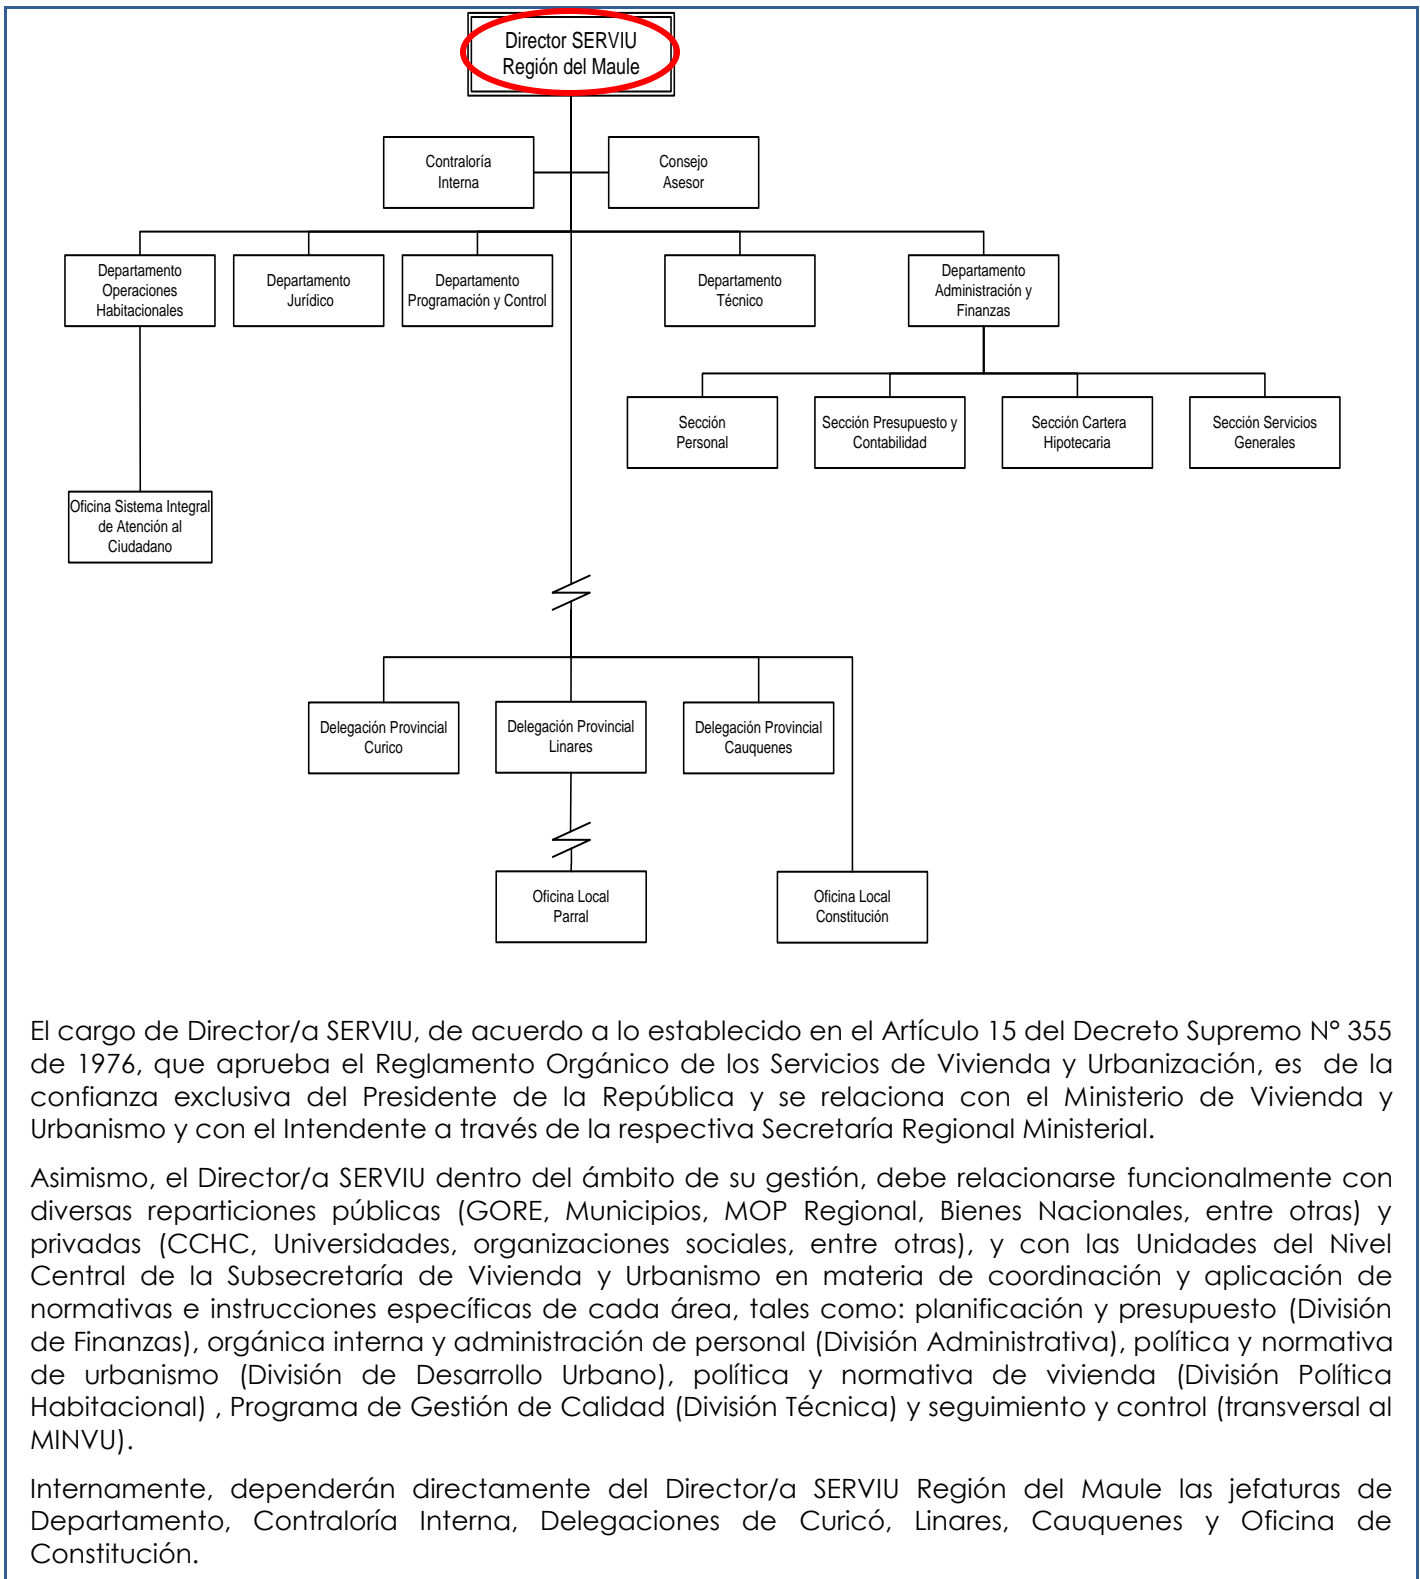 Director SERVIU
Región del Maule
Contraloría
Interna
Consejo
Asesor
Departamento
Operaciones
Habitacionales
Departamento
Jurídico
Departamento
Programación y Control
Departamento
Técnico
Departamento
Administración y
Finanzas
Sección
Personal
Sección Presupuesto y
Contabilidad
Sección Cartera
Hipotecaria
Sección Servicios
Generales
Oficina Sistema Integral
de Atención al
Ciudadano
Delegación Provincial
Curico
Delegación Provincial
Linares
Delegación Provincial
Cauquenes
Oficina Local
Parral
Oficina Local
Constitución
El cargo de Director/a SERVIU, de acuerdo a lo establecido en el Artículo 15 del Decreto Supremo N° 355
de 1976, que aprueba el Reglamento Orgánico de los Servicios de Vivienda y Urbanización, es de la
confianza exclusiva del Presidente de la República y se relaciona con el Ministerio de Vivienda y
Urbanismo y con el Intendente a través de la respectiva Secretaría Regional Ministerial.
Asimismo, el Director/a SERVIU dentro del ámbito de su gestión, debe relacionarse funcionalmente con
diversas reparticiones públicas (GORE, Municipios, MOP Regional, Bienes Nacionales, entre otras) y
privadas (CCHC, Universidades, organizaciones sociales, entre otras), y con las Unidades del Nivel
Central de la Subsecretaría de Vivienda y Urbanismo en materia de coordinación y aplicación de
normativas e instrucciones específicas de cada área, tales como: planificación y presupuesto (División
de Finanzas), orgánica interna y administración de personal (División Administrativa), política y normativa
de urbanismo (División de Desarrollo Urbano), política y normativa de vivienda (División Política
Habitacional) , Programa de Gestión de Calidad (División Técnica) y seguimiento y control (transversal al
MINVU).
Internamente, dependerán directamente del Director/a SERVIU Región del Maule las jefaturas de
Departamento, Contraloría Interna, Delegaciones de Curicó, Linares, Cauquenes y Oficina de
Constitución.